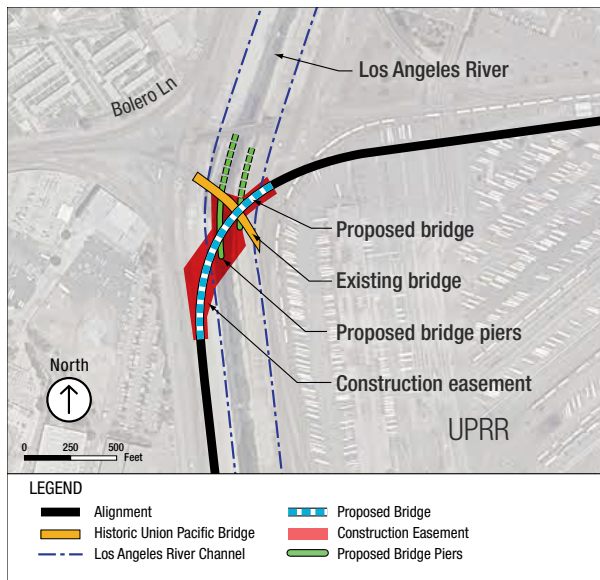 Los Angeles River
Bolero Ln
Proposed bridge
Existing bridge
Proposed bridge piers
Construction easement
North
UPRR
0 250 500
Feet
LEGEND
Alignment
Historic Union Pacific Bridge
Los Angeles River Channel
Proposed Bridge
Construction Easement
Proposed Bridge Piers